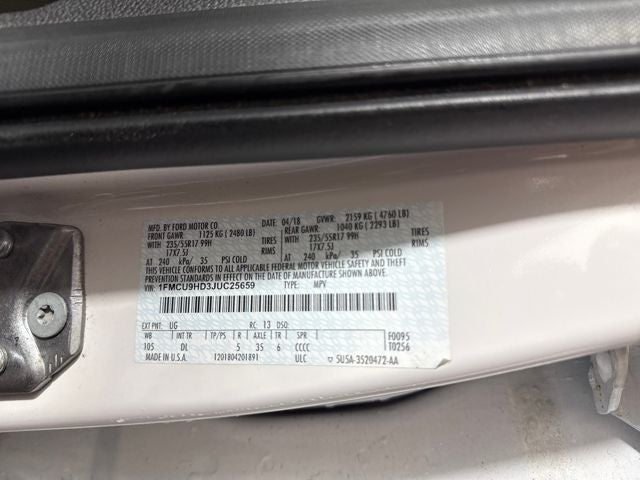 MFD. BY FORD MOTOR CO. DATE: 04/18 GVWR: 2159 KG ( 4760 LB)
FRONT GAWR: 1125 KG ( 2480 LB) REAR GAWR: 1040 KG ( 2293 LB)
WITH 235/55R17 99H TIRES WITH 235/55R17 99H TIRES
17X7.5J RIMS 17X7.5J RIMS
AT 240 kPa/ 35 PSI COLD AT 240 kPa/ 35 PSI COLD
THIS VEHICLE CONFORMS TO ALL APPLICABLE FEDERAL MOTOR VEHICLE SAFETY AND THEFT
PREVENTION STANDARDS IN EFFECT ON THE DATE OF MANUFACTURE SHOWN ABOVE.
VIN: 1FMCU9HD3JUC25659 TYPE: MPV
EXT PNT: UG RC: 13 DSO: F0095
WB INT TR TP/PS R AXLE TR SPR T0256
105 DL 5 35 6 CCCC
MADE IN U.S.A. 1201804201891 ULC 5U5A-3520472-AA